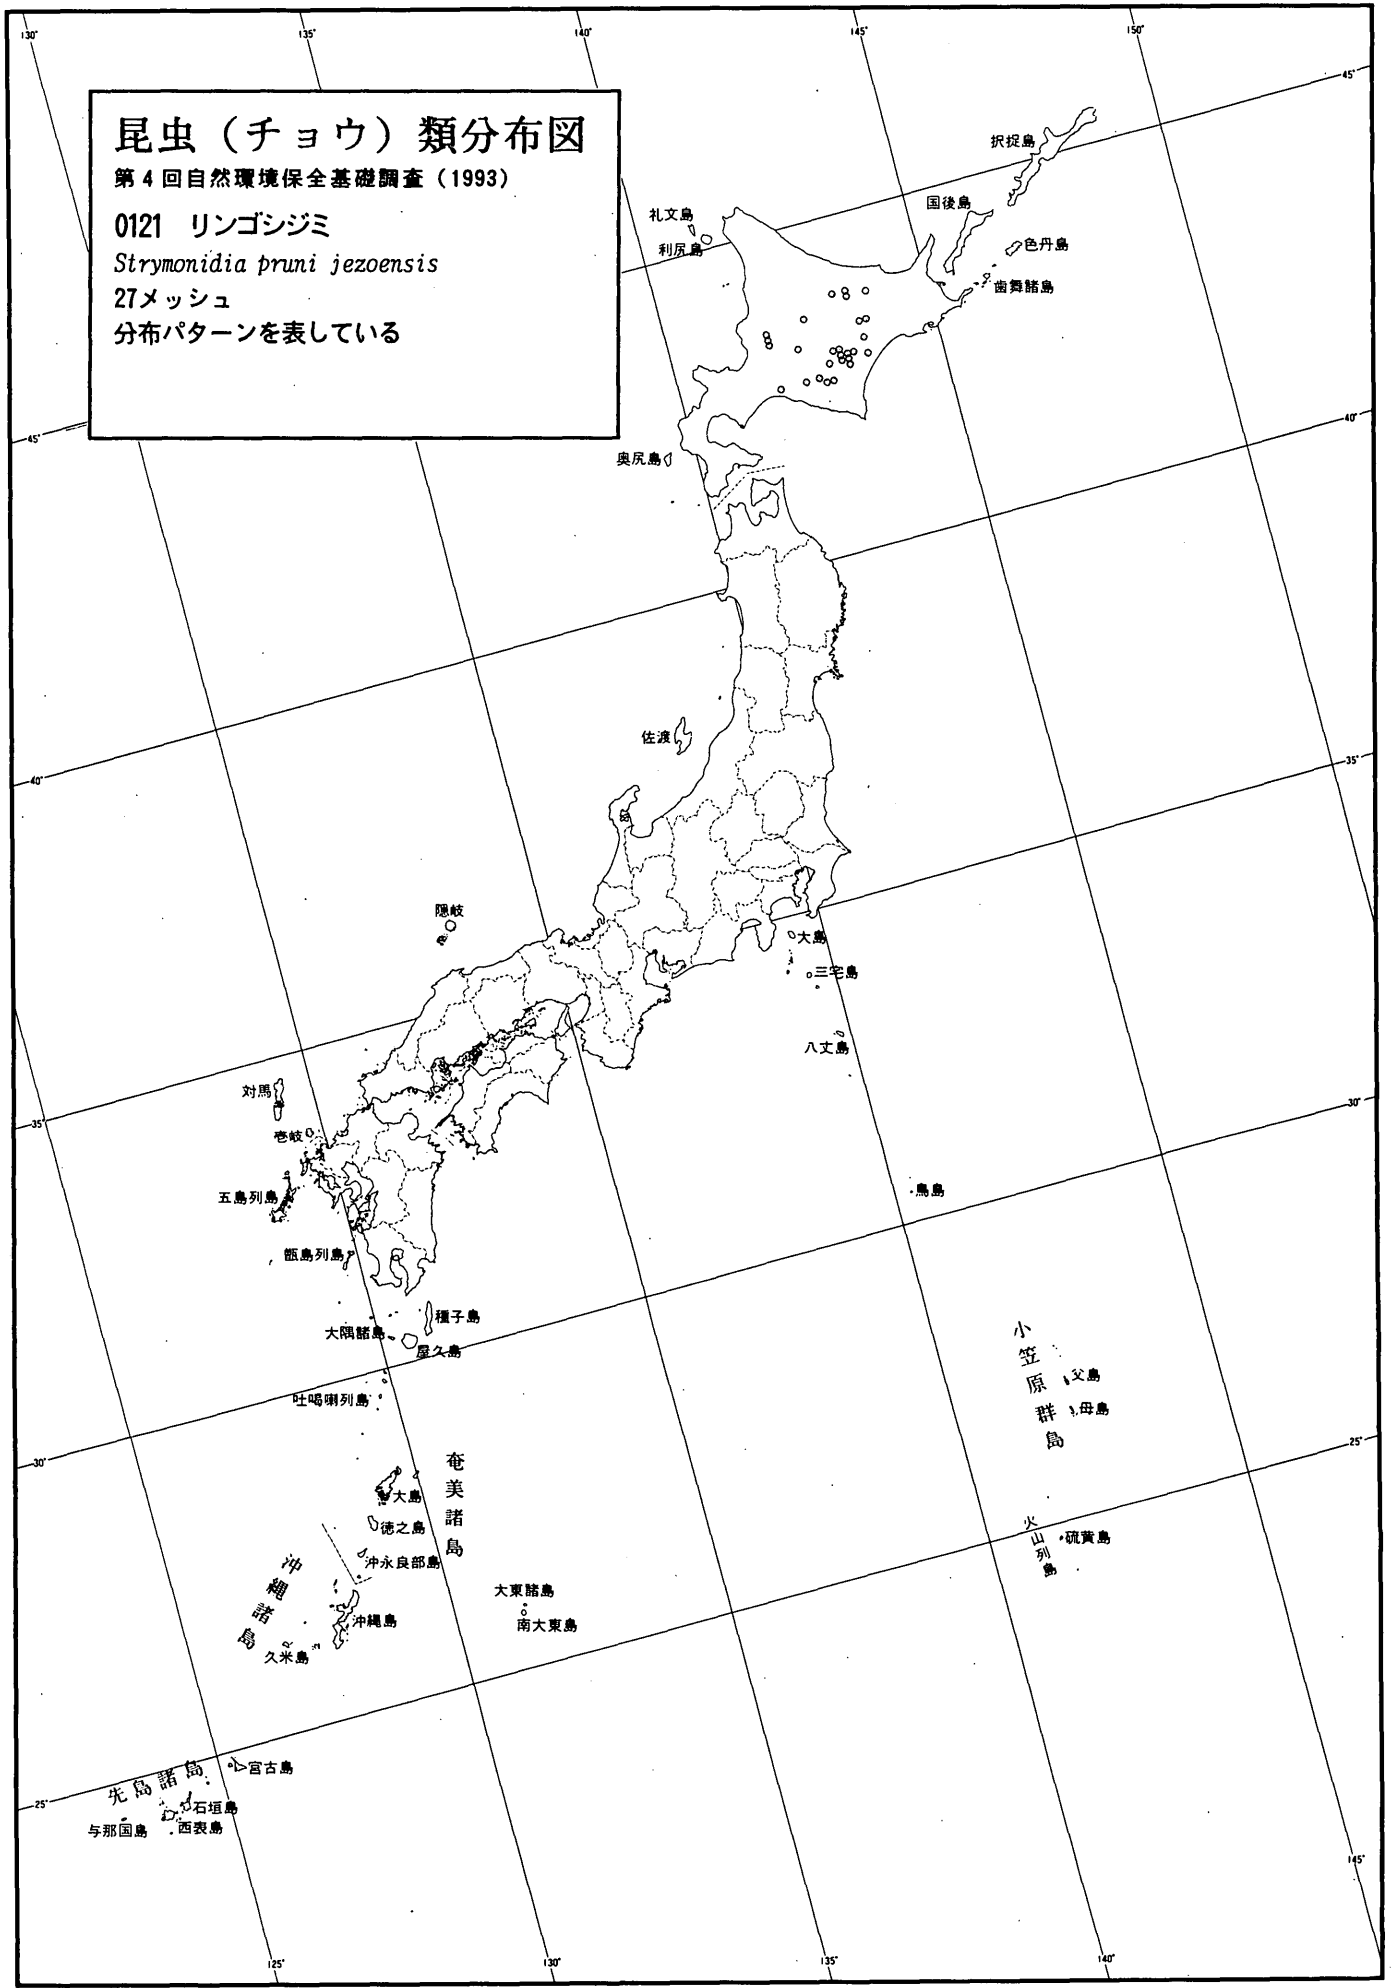 130°
135°
140°
145°
150°
45°
昆虫（チョウ）類分布図
第4回自然環境保全基礎調査（1993）
0121 リンゴシジミ
Strymonidia pruni jezoensis
27メッシュ
分布パターンを表している
択捉島
国後島
礼文島
利尻島
色丹島
歯舞諸島
45°
40°
奥尻島
佐渡
40°
35°
隠岐
大島
三宅島
八丈島
対馬
壱岐
35°
30°
五島列島
鳥島
甑島列島
種子島
大隅諸島
屋久島
吐噶喇列島
小笠原群島
父島
母島
30°
25°
奄美諸島
大島
徳之島
沖永良部島
火山列島
硫黄島
沖縄諸島
沖縄島
久米島
大東諸島
南大東島
先島諸島
宮古島
石垣島
西表島
与那国島
25°
145°
125°
130°
135°
140°